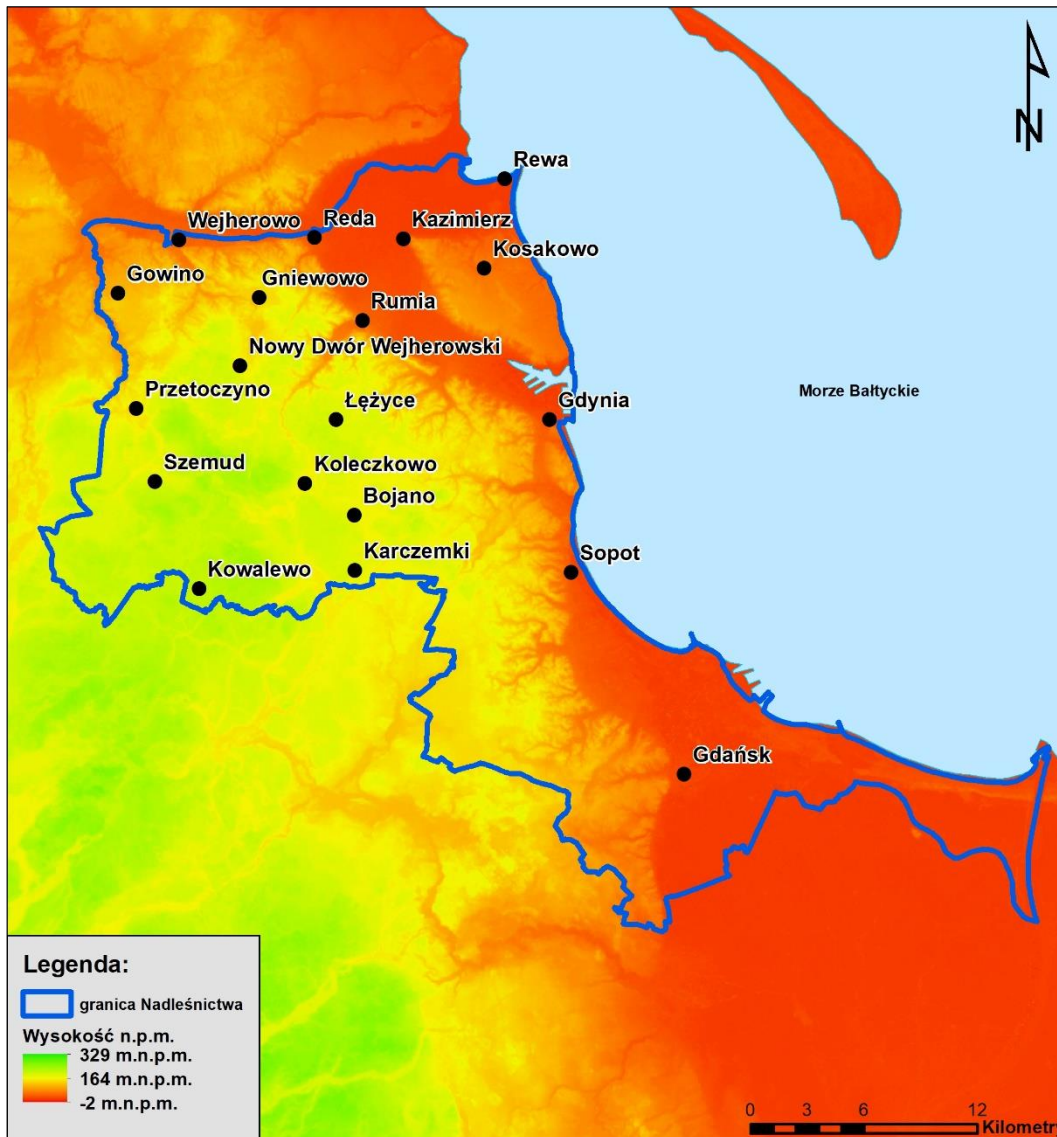 N
Rewa
Wejherowo
Reda
Kazimierz
Kosakowo
Gowino
Gniewowo
Rumia
Nowy Dwór Wejherowski
Przetoczyno
Łężyce
Gdynia
Morze Bałtyckie
Szemud
Koleczkowo
Bojano
Karczemki
Sopot
Kowalewo
Gdańsk
Legenda:
granica Nadleśnictwa
Wysokość n.p.m.
329 m.n.p.m.
164 m.n.p.m.
-2 m.n.p.m.
0 3 6 12
Kilometr